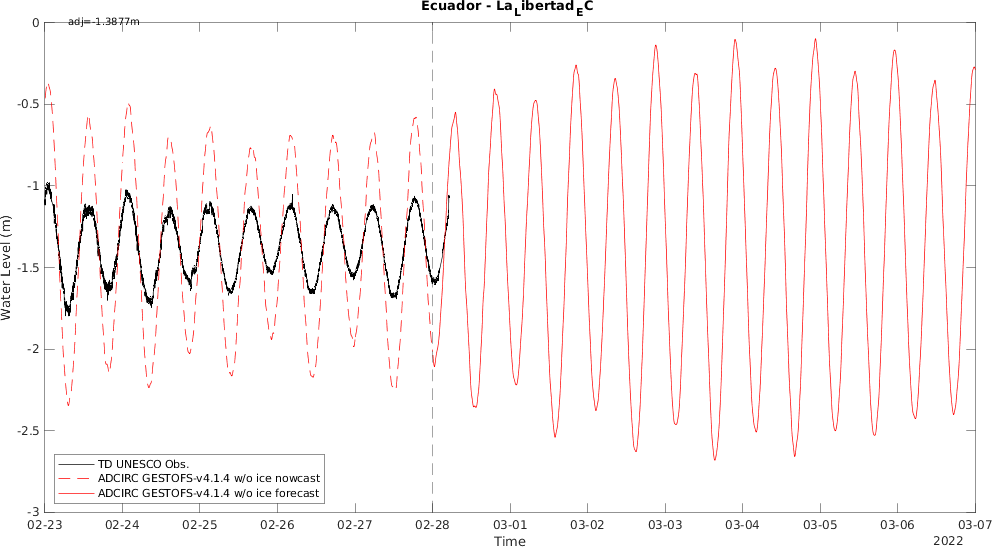 Ecuador - LaLibertadEC
adj=-1.3877m
0
-0.5
-1
-1.5
-2
-2.5
-3
Water Level (m)
TD UNESCO Obs.
ADCIRC GESTOFS-v4.1.4 w/o ice nowcast
ADCIRC GESTOFS-v4.1.4 w/o ice forecast
02-23 02-24 02-25 02-26 02-27 02-28 03-01 03-02 03-03 03-04 03-05 03-06 03-07
Time
2022